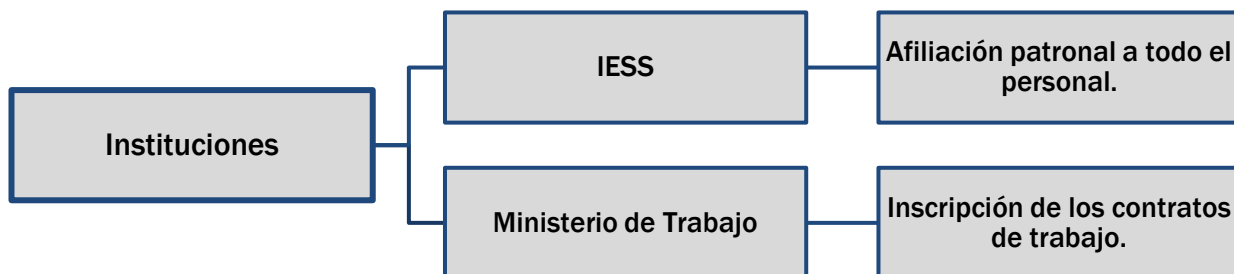 Instituciones
IESS
Afiliación patronal a todo el
personal.
Ministerio de Trabajo
Inscripción de los contratos
de trabajo.